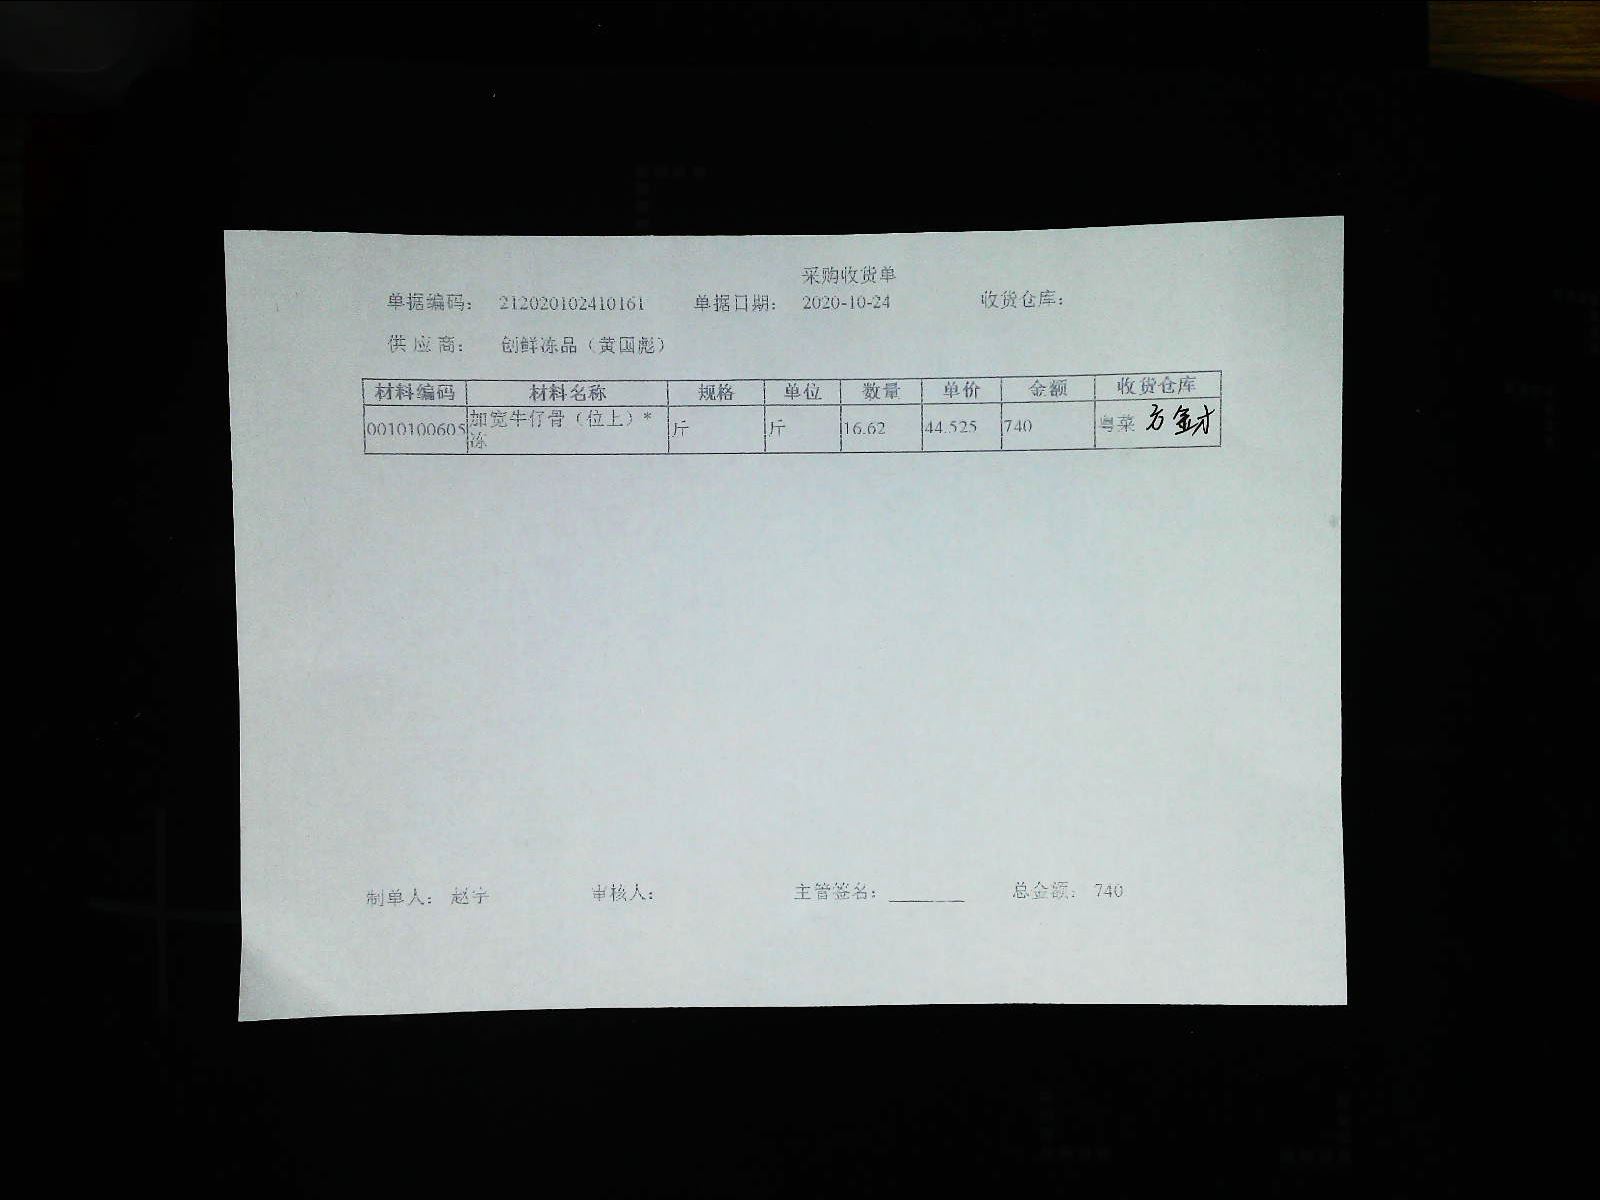 采购收货单
单据编码： 212020102410161 单据日期： 2020-10-24 收货仓库：
供 应 商： 创鲜冻品（黄国彪）
材料编码 材料名称 规格 单位 数量 单价 金额 收货仓库
0010100605 加宽牛仔骨（位上）* 斤 斤 16.62 44.525 740 粤菜 方金才
冻
制单人： 赵宇 审核人： 主管签名： 总金额： 740